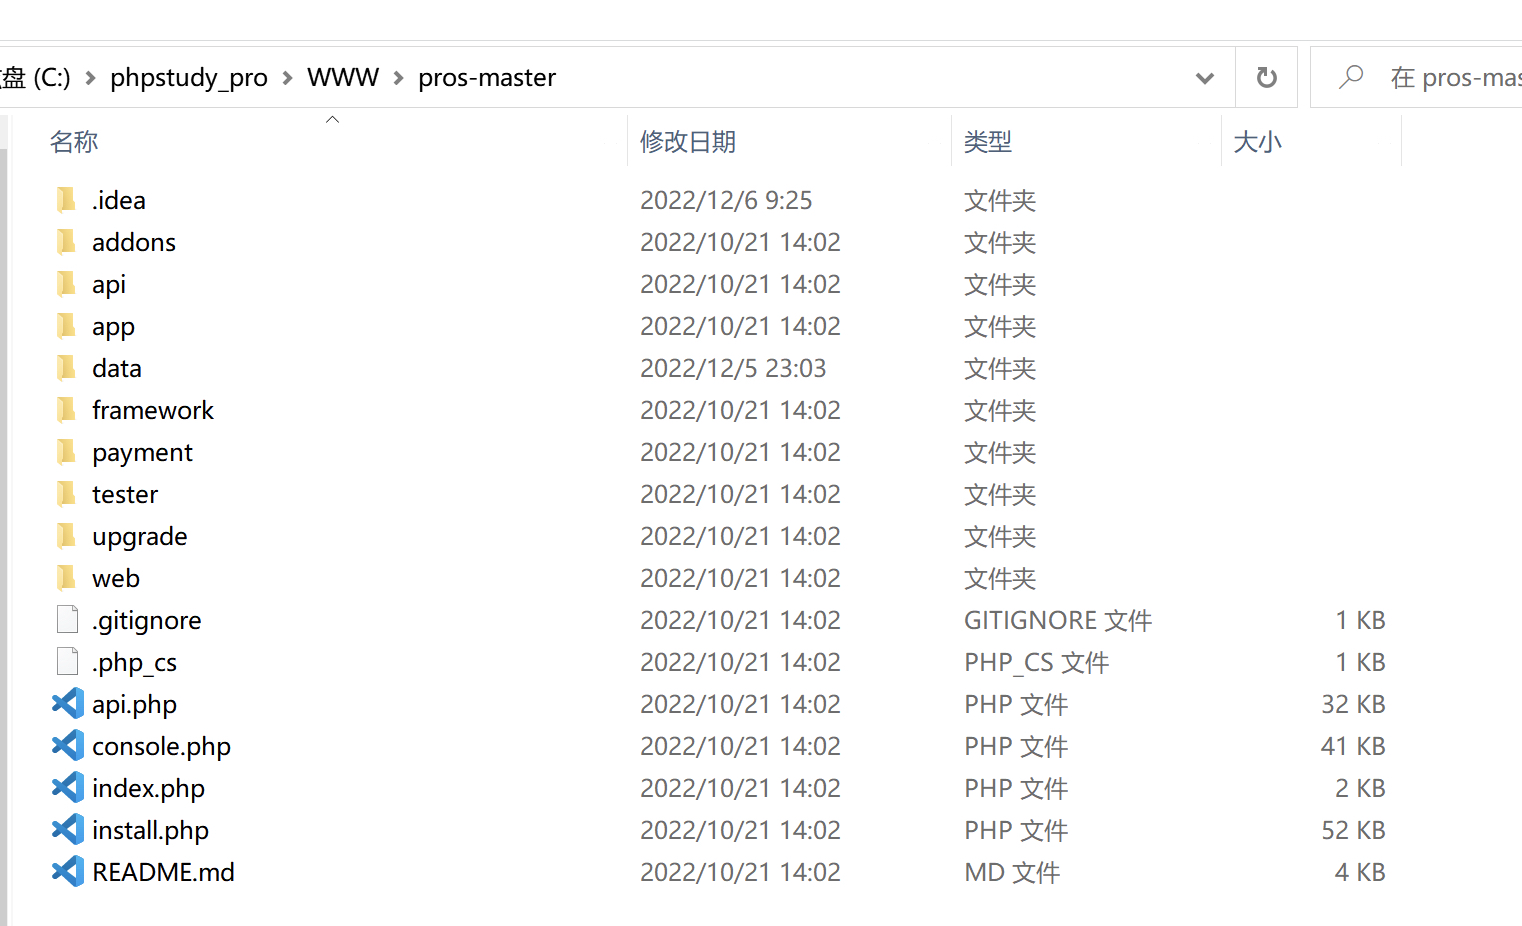 盘 (C:) > phpstudy_pro > WWW > pros-master 在 pros-mas
名称 修改日期 类型 大小
.idea 2022/12/6 9:25 文件夹
addons 2022/10/21 14:02 文件夹
api 2022/10/21 14:02 文件夹
app 2022/10/21 14:02 文件夹
data 2022/12/5 23:03 文件夹
framework 2022/10/21 14:02 文件夹
payment 2022/10/21 14:02 文件夹
tester 2022/10/21 14:02 文件夹
upgrade 2022/10/21 14:02 文件夹
web 2022/10/21 14:02 文件夹
.gitignore 2022/10/21 14:02 GITIGNORE 文件 1 KB
.php_cs 2022/10/21 14:02 PHP_CS 文件 1 KB
api.php 2022/10/21 14:02 PHP 文件 32 KB
console.php 2022/10/21 14:02 PHP 文件 41 KB
index.php 2022/10/21 14:02 PHP 文件 2 KB
install.php 2022/10/21 14:02 PHP 文件 52 KB
README.md 2022/10/21 14:02 MD 文件 4 KB